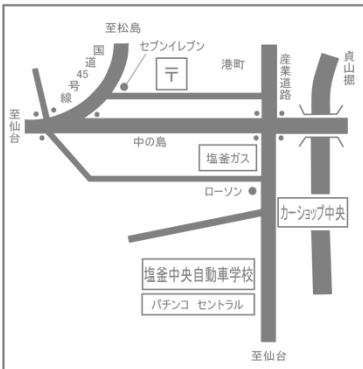 至松島
国道45号線
セブンイレブン
〒
港町
産業道路
貞山掘
至仙台
中の島
塩釜ガス
ローソン
カーショップ中央
塩釜中央自動車学校
パチンコ セントラル
至仙台